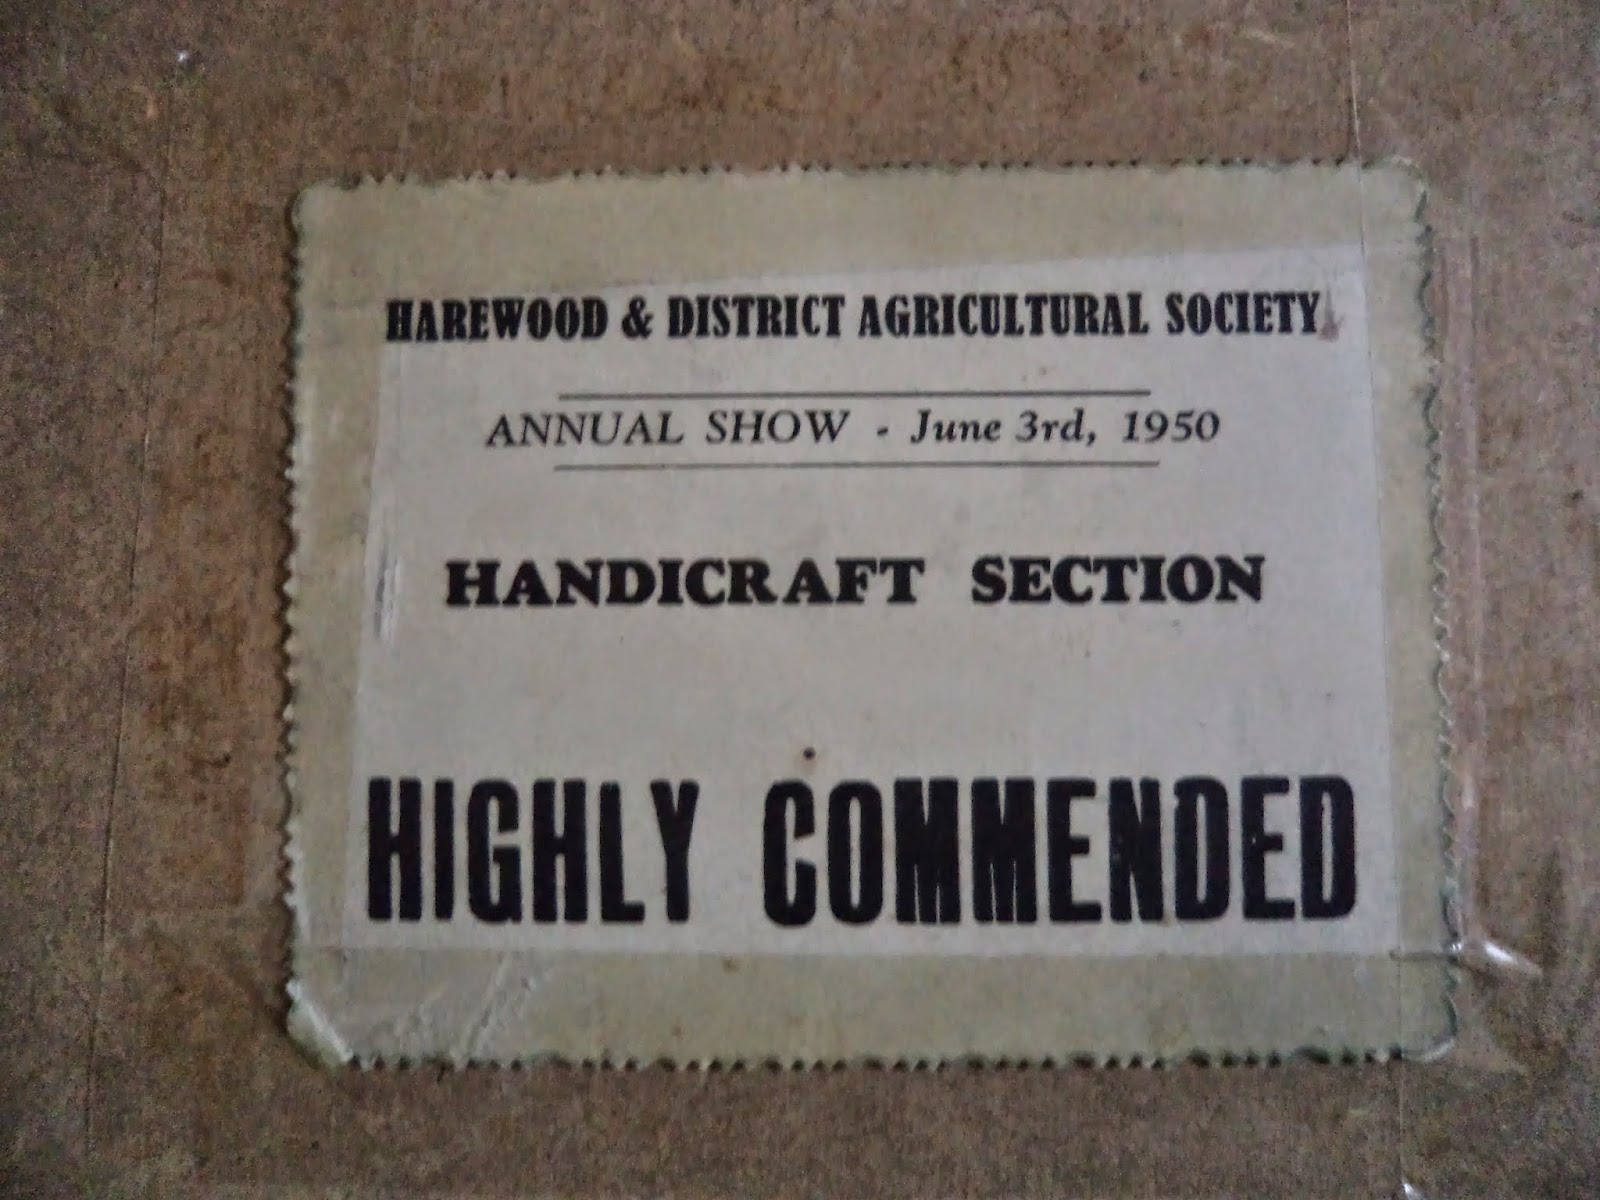 HAREWOOD & DISTRICT AGRICULTURAL SOCIETY
ANNUAL SHOW - June 3rd, 1950
HANDICRAFT SECTION
HIGHLY COMMENDED